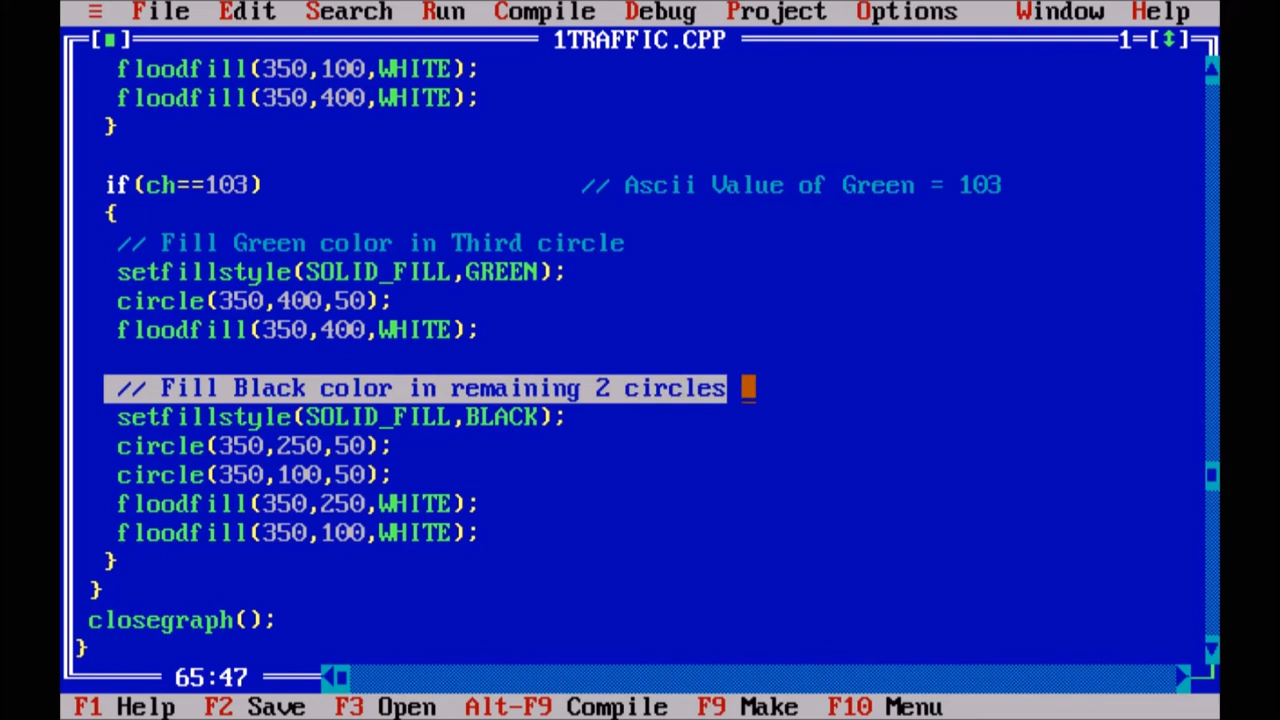 ≡ File Edit Search Run Compile Debug Project Options Window Help
[■] 1TRAFFIC.CPP 1=[↕]
floodfill(350,100,WHITE);
floodfill(350,400,WHITE);
}
if(ch==103) // Ascii Value of Green = 103
{
// Fill Green color in Third circle
setfillstyle(SOLID_FILL,GREEN);
circle(350,400,50);
floodfill(350,400,WHITE);
// Fill Black color in remaining 2 circles
setfillstyle(SOLID_FILL,BLACK);
circle(350,250,50);
circle(350,100,50);
floodfill(350,250,WHITE);
floodfill(350,100,WHITE);
}
}
closegraph();
}
65:47
F1 Help F2 Save F3 Open Alt-F9 Compile F9 Make F10 Menu